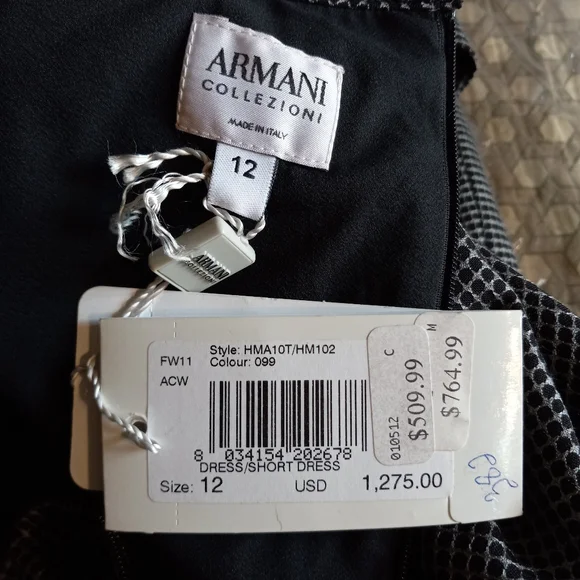 ARMANI
COLLEZIONI
MADE IN ITALY
12
ARMANI
COLLEZIONI
FW11
Style: HMA10T/HM102
Colour: 099
ACW
8 034154 202678
DRESS/SHORT DRESS
Size: 12 USD 1,275.00
C
010512
$509.99
M
$764.99